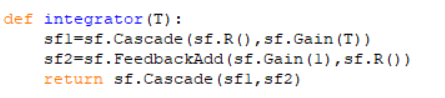 def integrator(T):
    sf1=sf.Cascade(sf.R(),sf.Gain(T))
    sf2=sf.FeedbackAdd(sf.Gain(1),sf.R())
    return sf.Cascade(sf1,sf2)